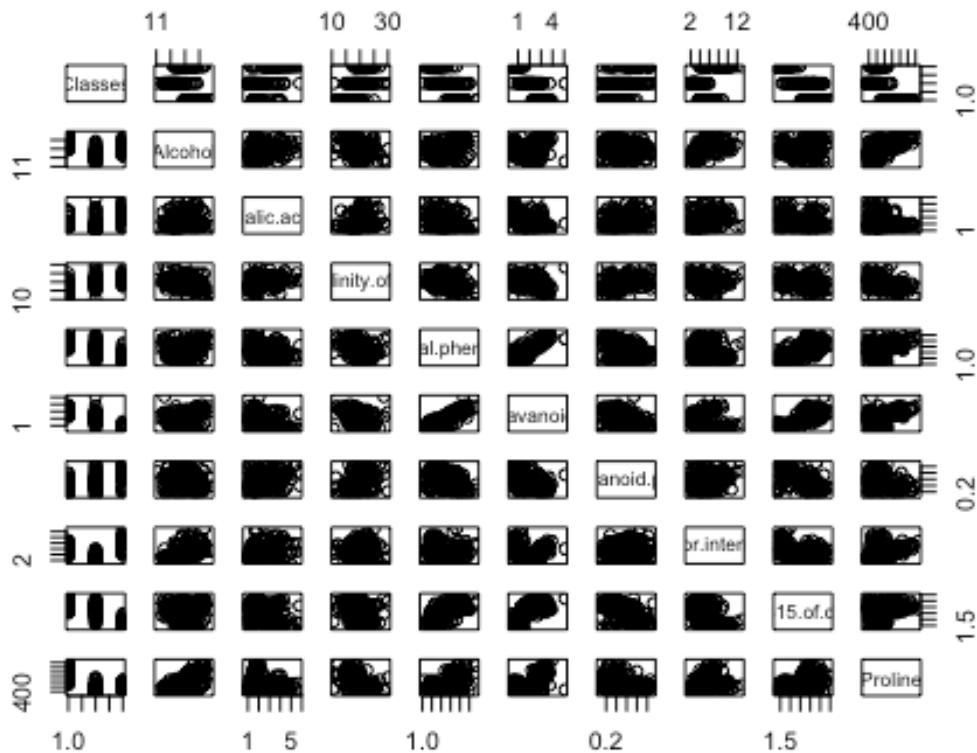 11 10 30 1 4 2 12 400
Classes
1.0
11
Alcoho
alic.ac
1
10
inity.of
al.pher
1.0
1
avanoi
anoid.
0.2
2
or.inter
15.of.
1.5
400
Proline
1.0 1 5 1.0 0.2 1.5